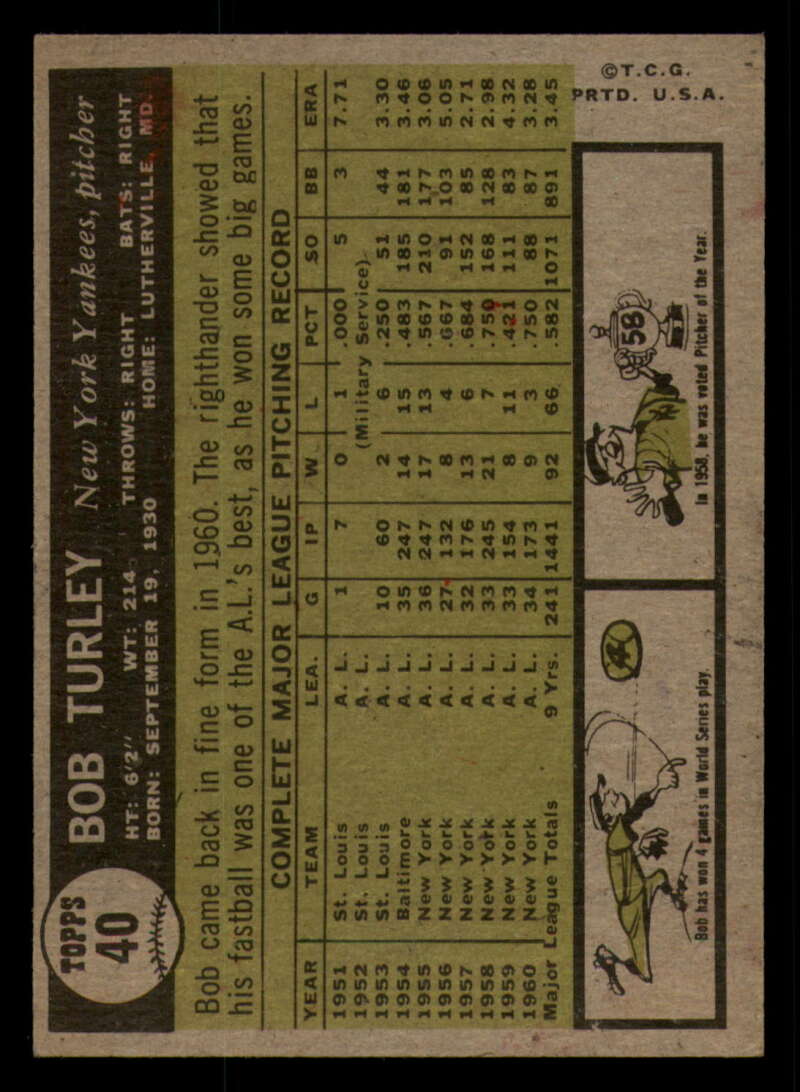 TOPPS
40
BOB TURLEY New York Yankees, pitcher
HT: 6'2" WT: 214 THROWS: RIGHT BATS: RIGHT
BORN: SEPTEMBER 19, 1930 HOME: LUTHERVILLE, MD.
Bob came back in fine form in 1960. The righthander showed that
his fastball was one of the A.L.'s best, as he won some big games.
COMPLETE MAJOR LEAGUE PITCHING RECORD
YEAR TEAM LEA. G IP W L PCT SO BB ERA
1951 St. Louis A. L. 1 7 0 1 .000 5 3 7.71
1952 St. Louis A. L. (Military Service)
1953 St. Louis A. L. 10 60 2 6 .250 51 44 3.30
1954 Baltimore A. L. 35 247 14 15 .483 185 181 3.46
1955 New York A. L. 36 247 17 13 .567 210 177 3.06
1956 New York A. L. 27 132 8 4 .667 91 103 5.05
1957 New York A. L. 32 176 13 6 .684 152 85 2.71
1958 New York A. L. 33 245 21 7 .750 168 128 2.98
1959 New York A. L. 33 154 8 11 .421 111 83 4.32
1960 New York A. L. 34 173 9 3 .750 88 87 3.28
Major League Totals 9 Yrs. 241 1441 92 66 .582 1071 891 3.45
Bob has won 4 games in World Series play.
58
In 1958, he was voted Pitcher of the Year.
©T.C.G.
PRTD. U.S.A.